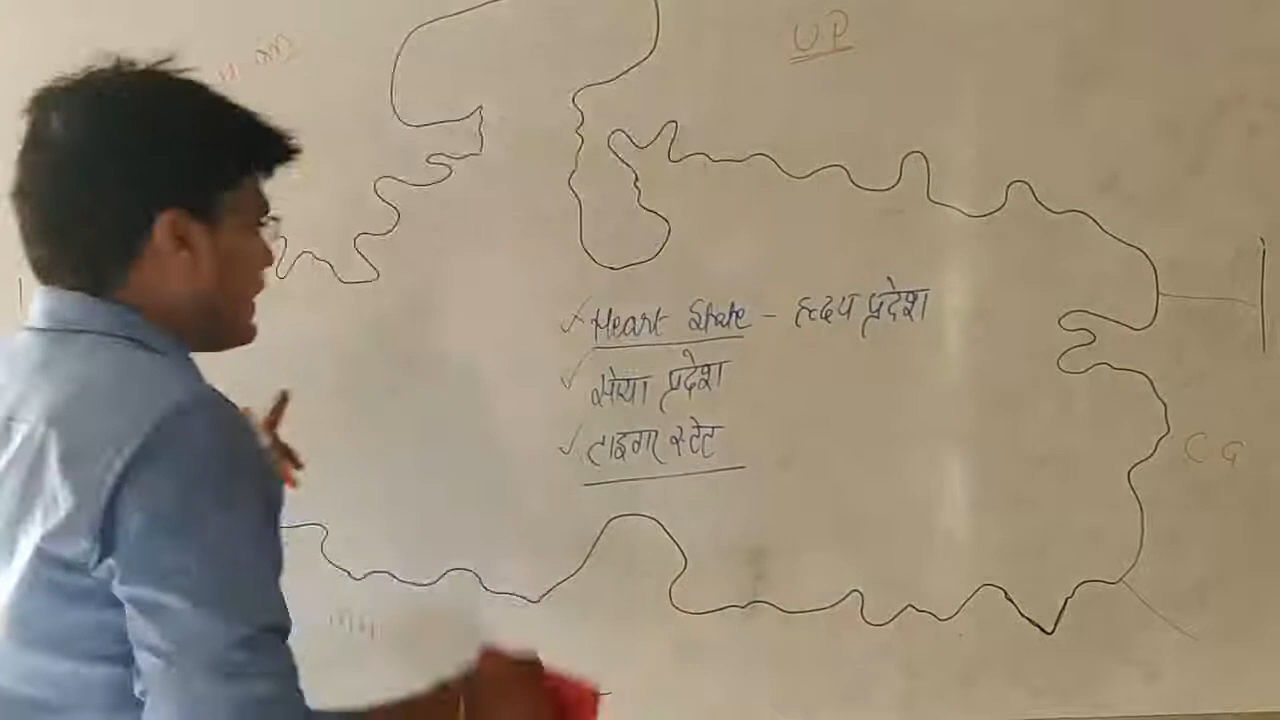 UP
Heart State - हृदय प्रदेश
सोया प्रदेश
टाइगर स्टेट
CG